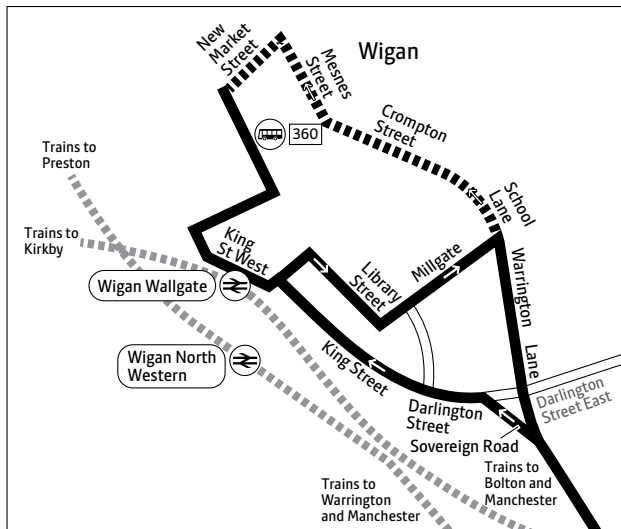 New
Market
Street
Mesnes
Street
Wigan
360
Crompton
Street
Trains to
Preston
School
Lane
Trains to
Kirkby
King
St West
Library
Street
Millgate
Warrington
Lane
Wigan Wallgate
Wigan North
Western
King Street
Darlington
Street
Darlington
Street East
Sovereign Road
Trains to
Warrington
and Manchester
Trains to
Bolton and
Manchester